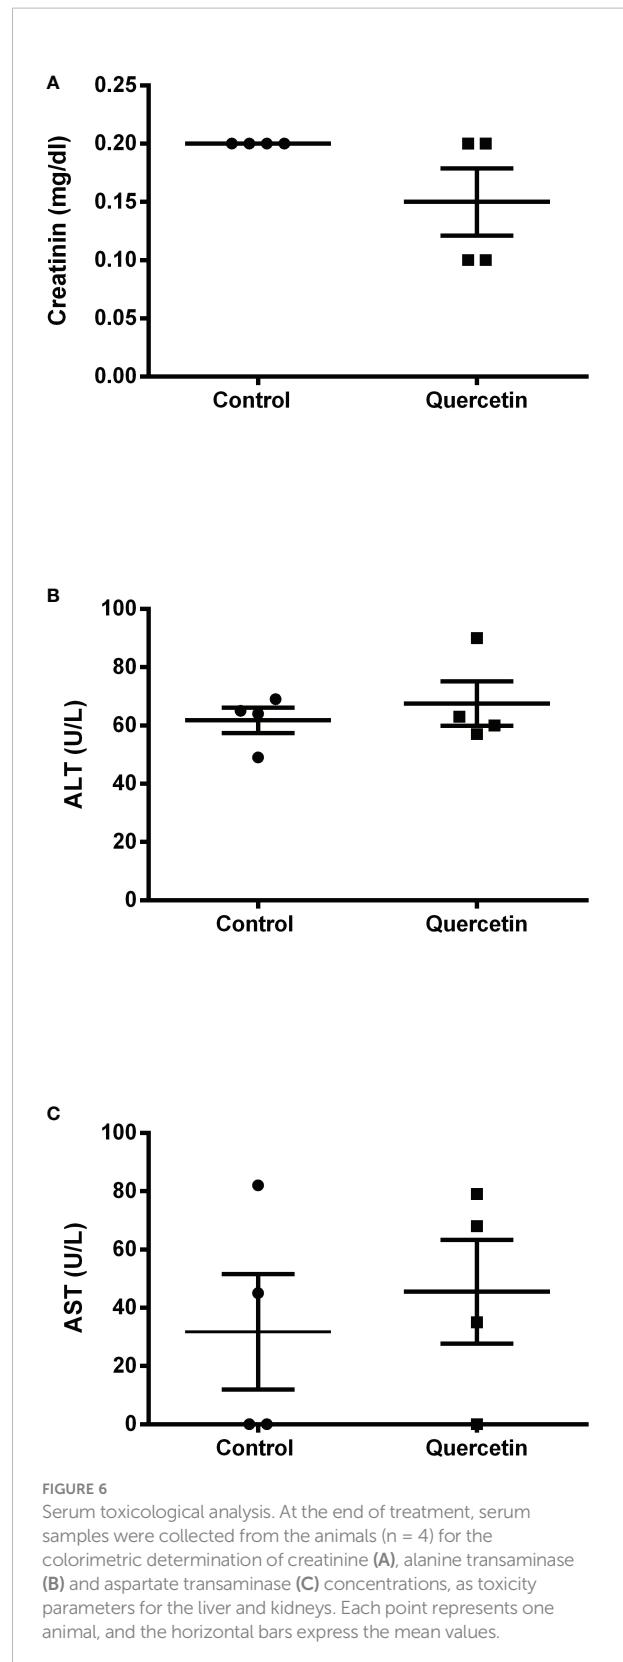 A
0.25
0.20
0.15
0.10
0.05
0.00
Creatinin (mg/dl)
Control
Quercetin
B
100
80
60
40
20
0
ALT (U/L)
Control
Quercetin
C
100
80
60
40
20
0
AST (U/L)
Control
Quercetin
FIGURE 6
Serum toxicological analysis. At the end of treatment, serum
samples were collected from the animals (n = 4) for the
colorimetric determination of creatinine (A), alanine transaminase
(B) and aspartate transaminase (C) concentrations, as toxicity
parameters for the liver and kidneys. Each point represents one
animal, and the horizontal bars express the mean values.